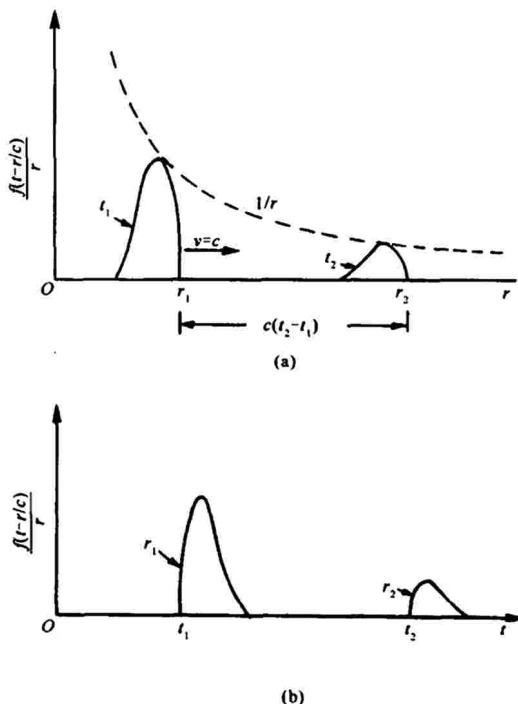 f(t-r/c)
r
t₁
v=c
1/r
t₂
O
r₁
r₂
r
c(t₂-t₁)
(a)
f(t-r/c)
r
r₁
r₂
O
t₁
t₂
t
(b)